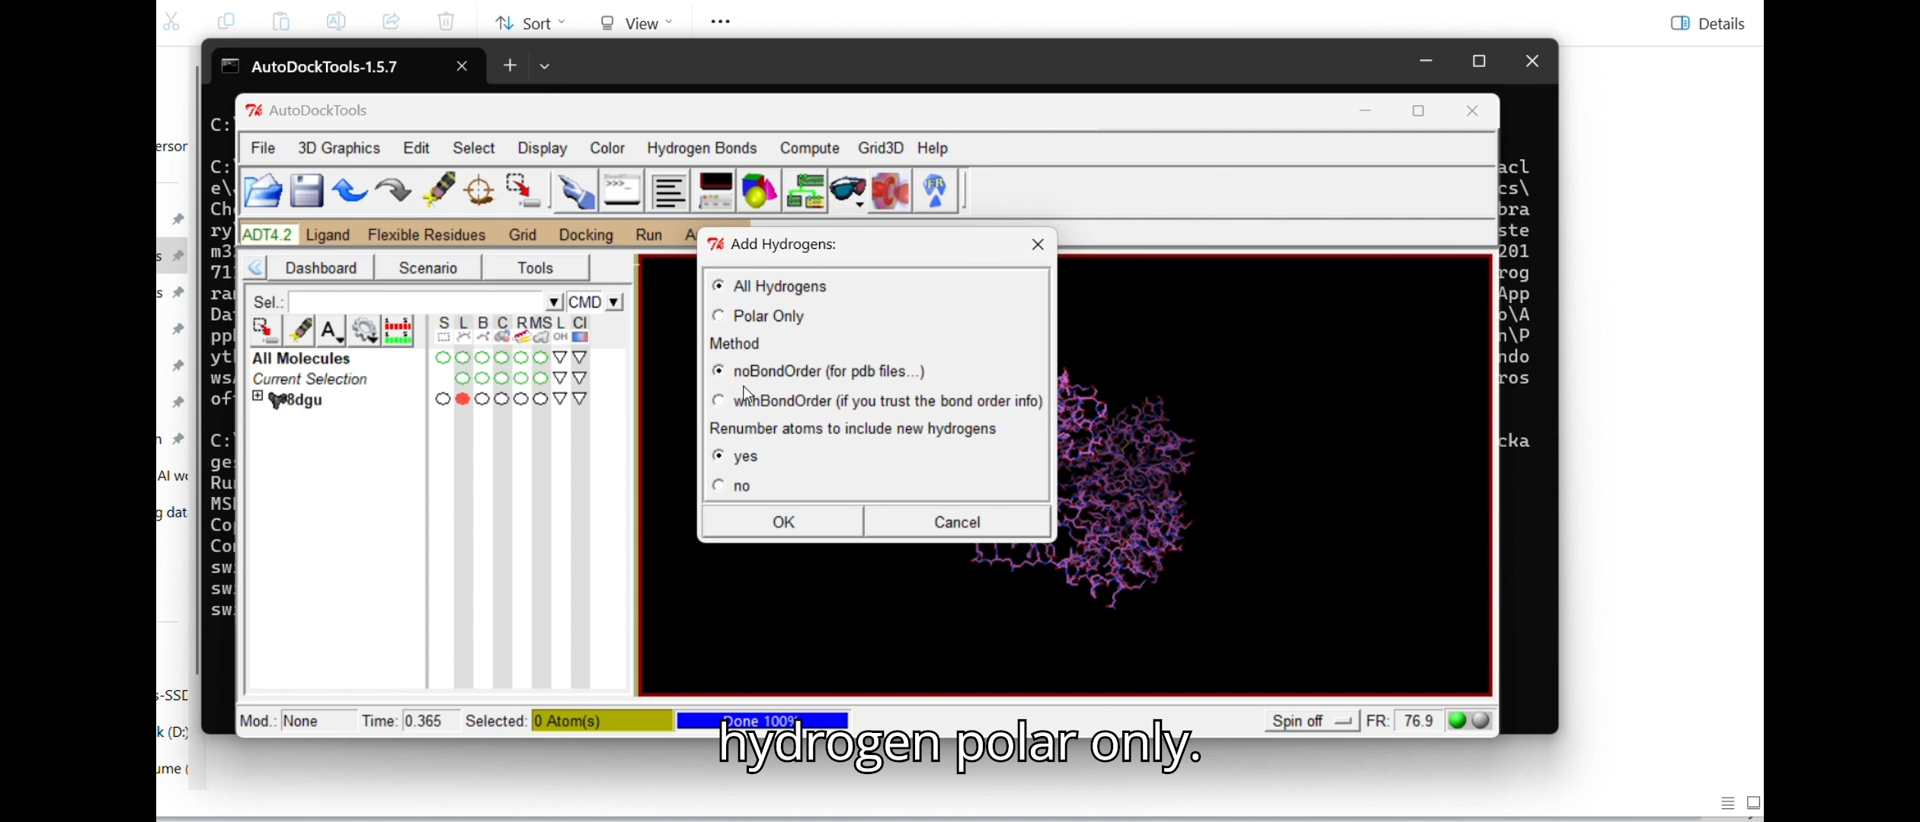 Sort
View
Details
AutoDockTools-1.5.7
AutoDockTools
File 3D Graphics Edit Select Display Color Hydrogen Bonds Compute Grid3D Help
ADT4.2 Ligand Flexible Residues Grid Docking Run
Add Hydrogens:
Dashboard Scenario Tools
All Hydrogens
Sel.: CMD
Polar Only
S L B C R MS L Cl
Method
All Molecules
noBondOrder (for pdb files...)
Current Selection
8dgu
withBondOrder (if you trust the bond order info)
Renumber atoms to include new hydrogens
yes
no
OK Cancel
Mod.: None Time: 0.365 Selected: 0 Atom(s) Done 100% Spin off FR: 76.9
hydrogen polar only.